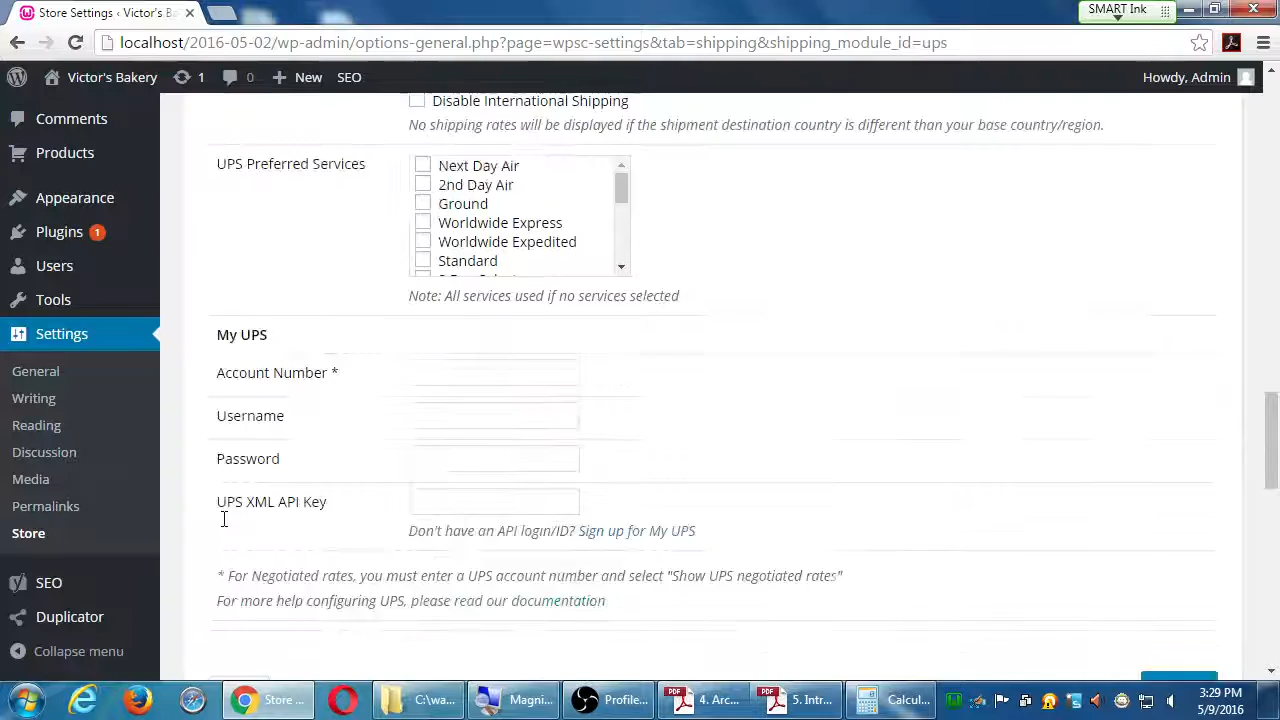 Store Settings ‹ Victor's Ba
SMART Ink
localhost/2016-05-02/wp-admin/options-general.php?page=wpsc-settings&tab=shipping&shipping_module_id=ups
Victor's Bakery
1
0
New
SEO
Howdy, Admin
Comments
Products
Appearance
Plugins 1
Users
Tools
Settings
General
Writing
Reading
Discussion
Media
Permalinks
Store
SEO
Duplicator
Collapse menu
Disable International Shipping
No shipping rates will be displayed if the shipment destination country is different than your base country/region.
UPS Preferred Services
Next Day Air
2nd Day Air
Ground
Worldwide Express
Worldwide Expedited
Standard
Note: All services used if no services selected
My UPS
Account Number *
Username
Password
UPS XML API Key
Don't have an API login/ID? Sign up for My UPS
* For Negotiated rates, you must enter a UPS account number and select "Show UPS negotiated rates"
For more help configuring UPS, please read our documentation
Store ...
C:\wa...
Magni...
Profile...
4. Arc...
5. Intr...
Calcul...
3:29 PM
5/9/2016